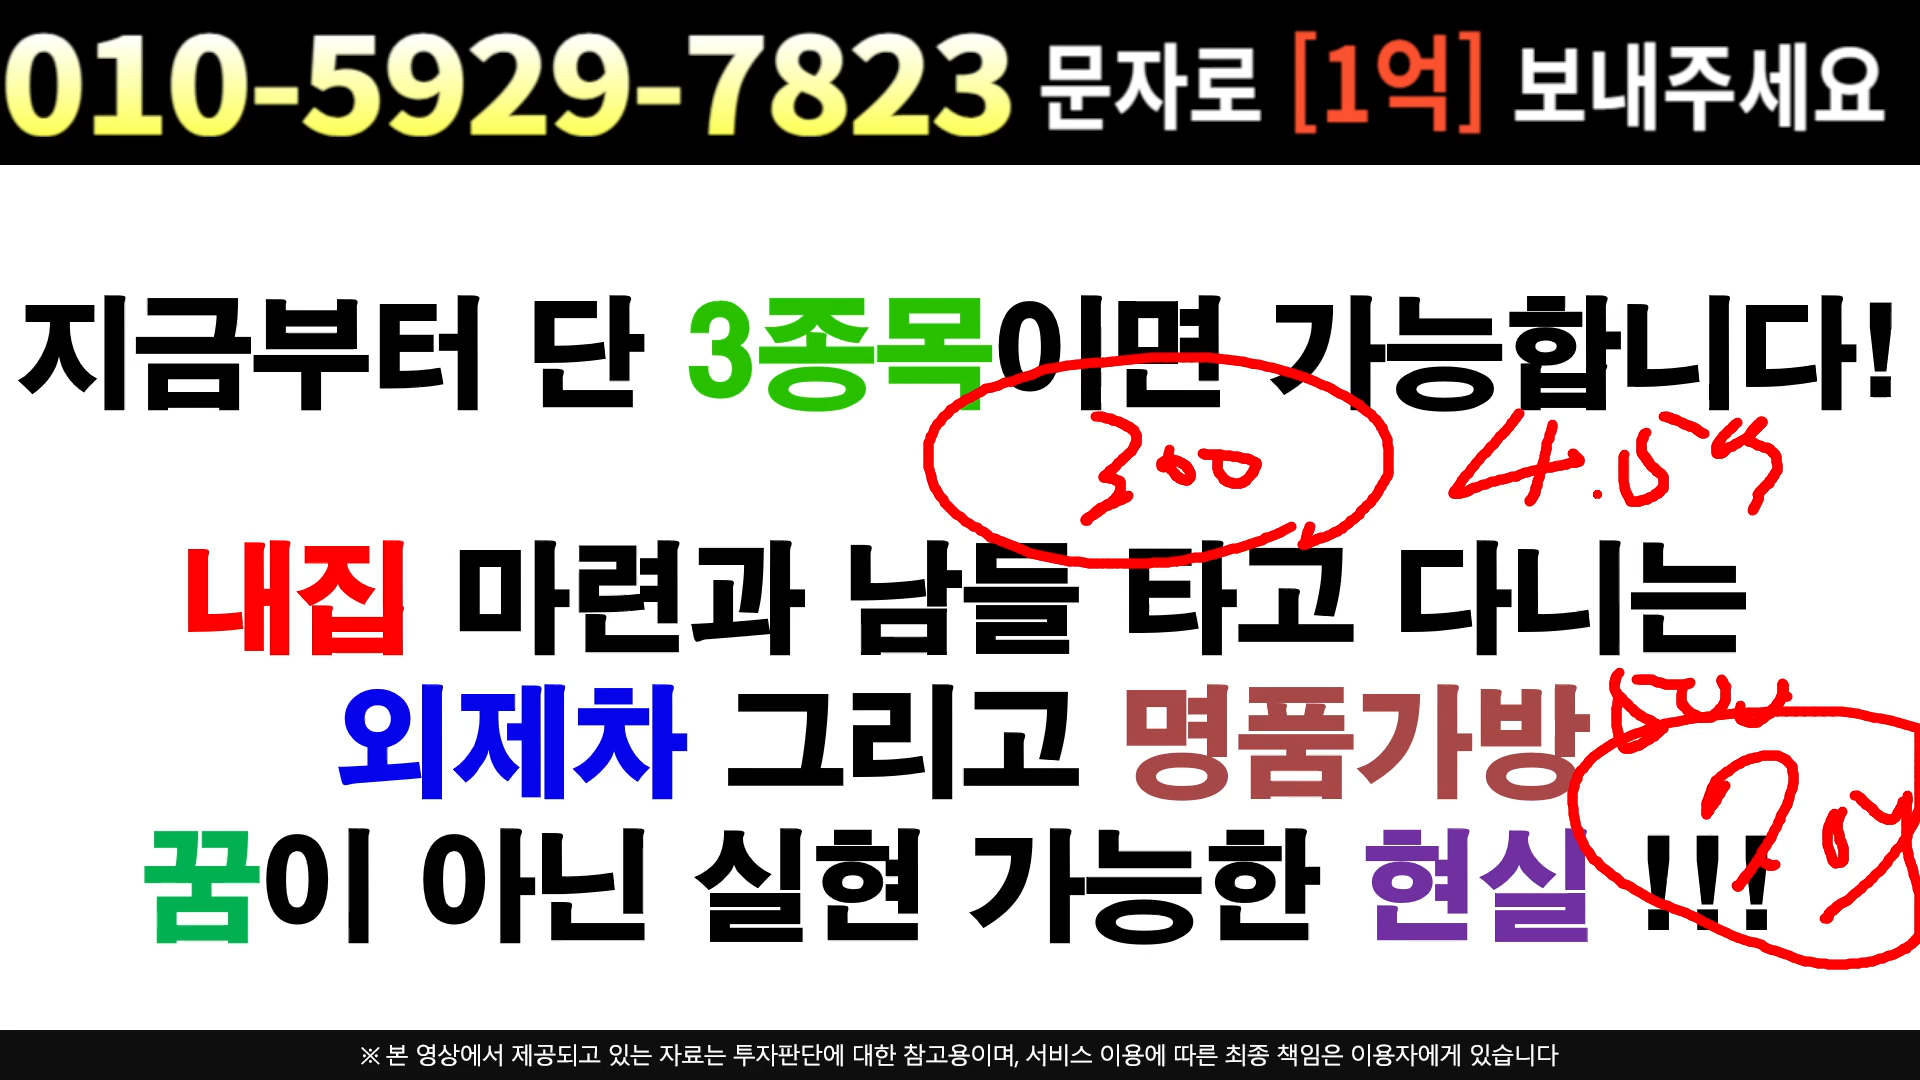 010-5929-7823 문자로 [1억] 보내주세요
지금부터 단 3종목이면 가능합니다!
300
4.5억
내집 마련과 남들 타고 다니는
외제차 그리고 명품가방
500
꿈이 아닌 실현 가능한 현실 !!!
※ 본 영상에서 제공되고 있는 자료는 투자판단에 대한 참고용이며, 서비스 이용에 따른 최종 책임은 이용자에게 있습니다